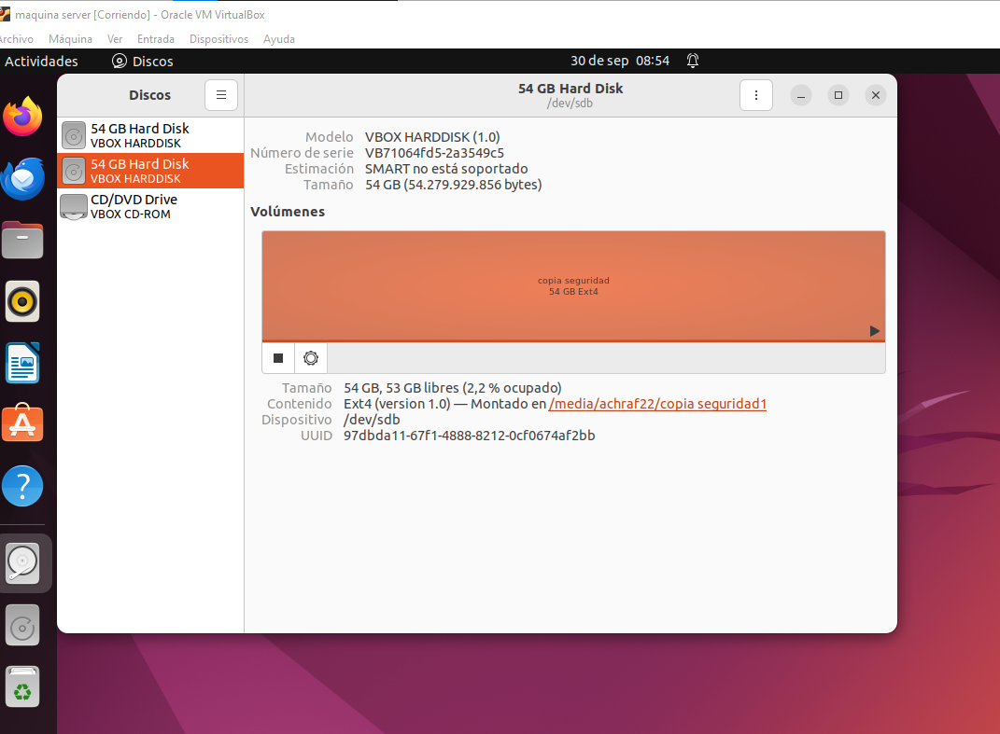 maquina server [Corriendo] - Oracle VM VirtualBox
Archivo Máquina Ver Entrada Dispositivos Ayuda
Actividades Discos 30 de sep 08:54
Discos
54 GB Hard Disk
/dev/sdb
54 GB Hard Disk
VBOX HARDDISK
54 GB Hard Disk
VBOX HARDDISK
CD/DVD Drive
VBOX CD-ROM
Modelo VBOX HARDDISK (1.0)
Número de serie VB71064fd5-2a3549c5
Estimación SMART no está soportado
Tamaño 54 GB (54.279.929.856 bytes)
Volúmenes
copia seguridad
54 GB Ext4
Tamaño 54 GB, 53 GB libres (2,2 % ocupado)
Contenido Ext4 (version 1.0) — Montado en /media/achraf22/copia seguridad1
Dispositivo /dev/sdb
UUID 97dbda11-67f1-4888-8212-0cf0674af2bb